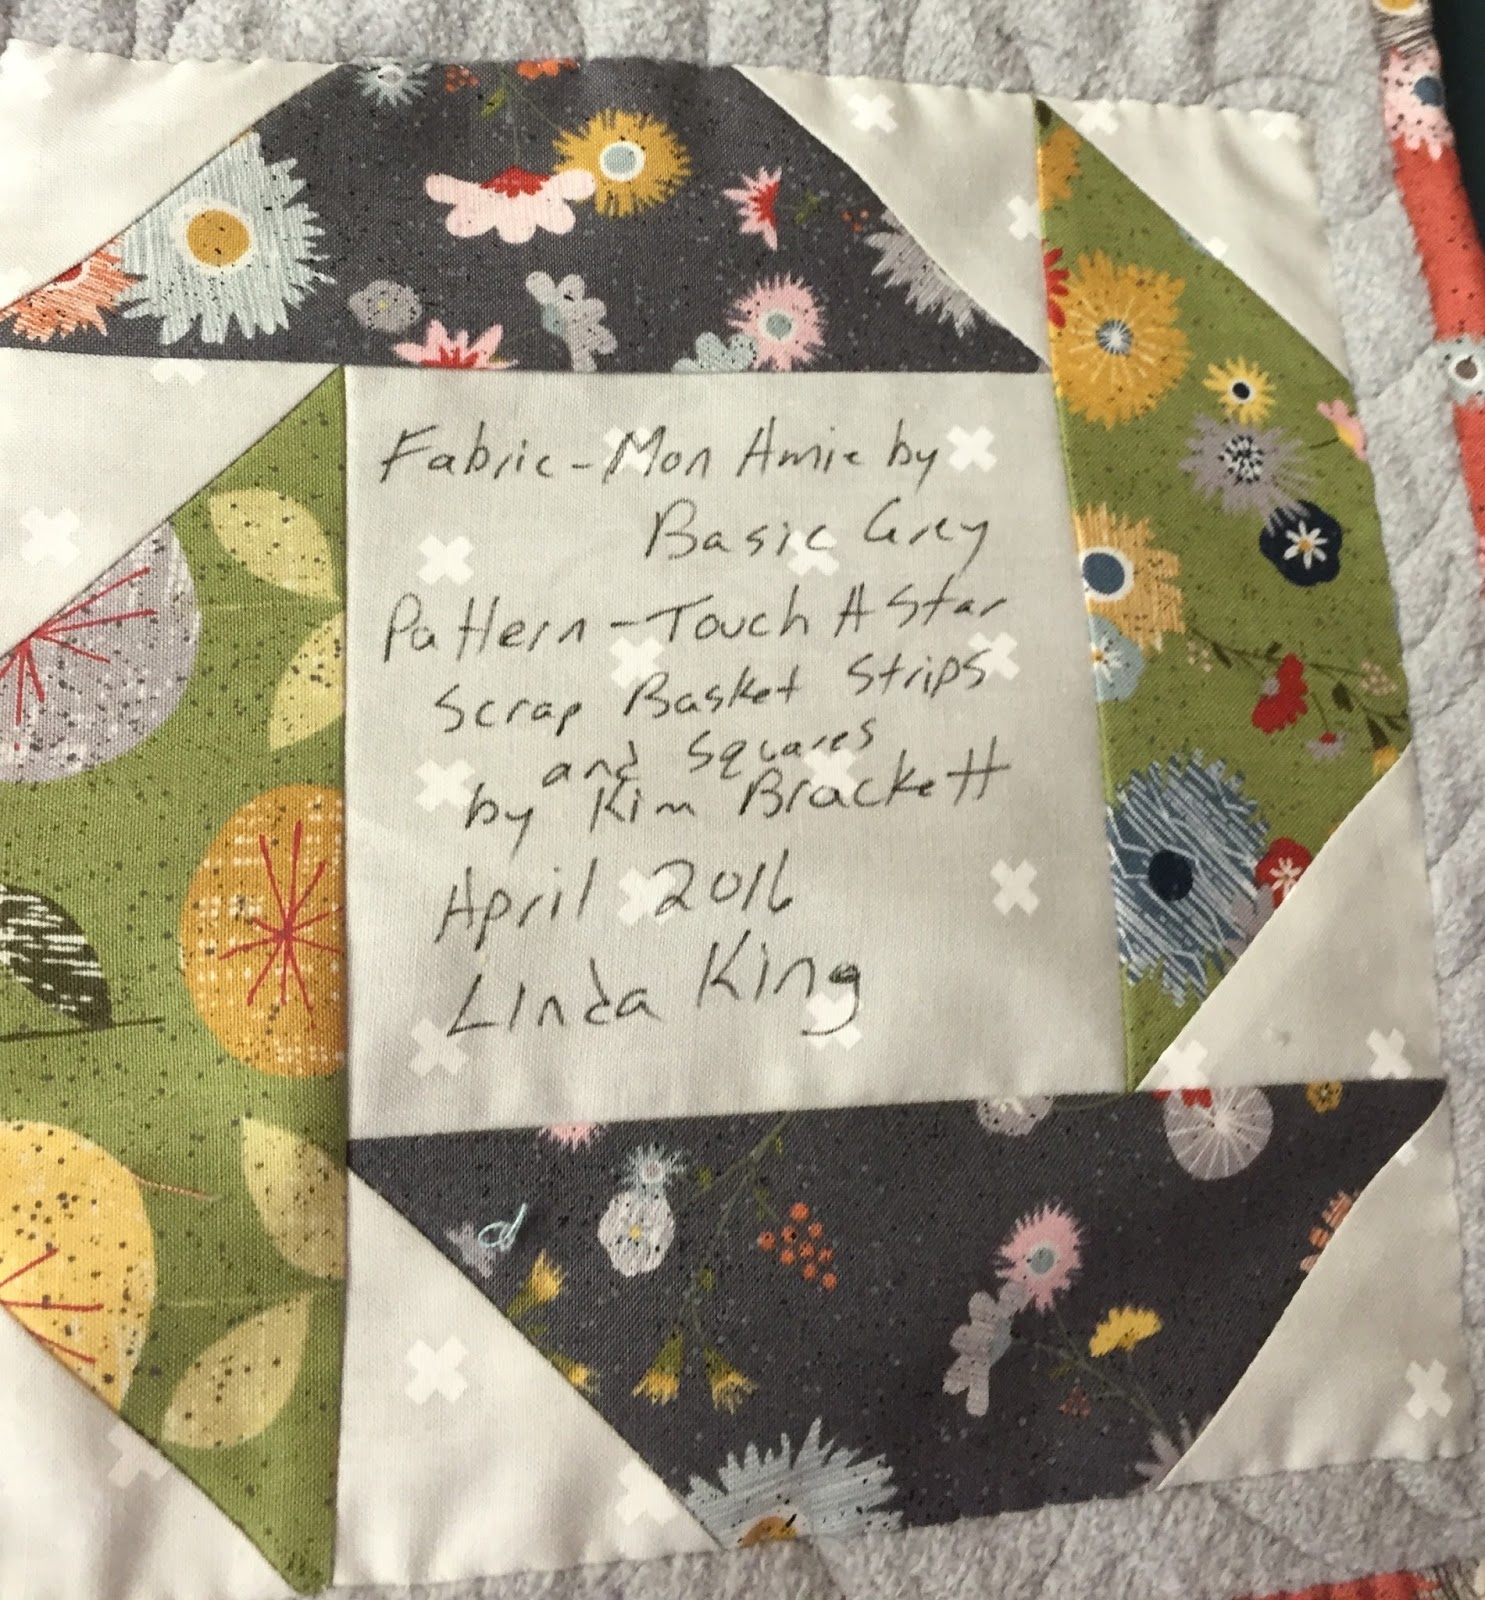 Fabric - Mon Amie by
Basic Grey
Pattern - Touch A Star
Scrap Basket Strips
and Squares
by Kim Brackett
April 2016
Linda King